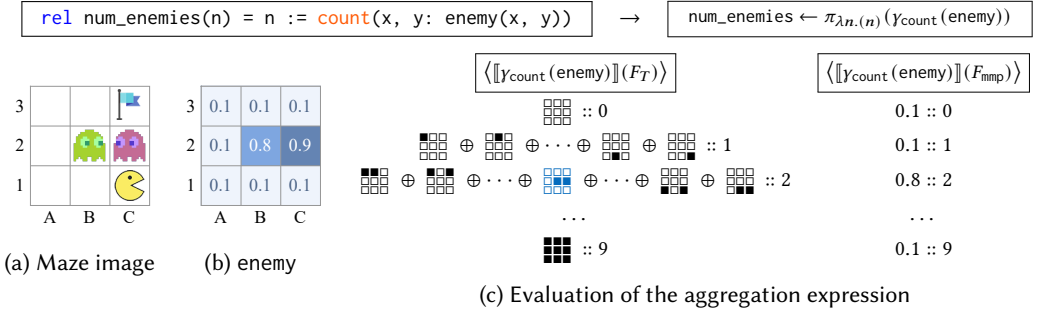 rel num_enemies(n) = n := count(x, y: enemy(x, y)) → num_enemies ← π_{λn.(n)}(γ_count(enemy))
⟨⟦γ_count(enemy)⟧(F_T)⟩ ⟨⟦γ_count(enemy)⟧(F_mmp)⟩
3 3 0.1 0.1 0.1 :: 0 0.1 :: 0
2 2 0.1 0.8 0.9 ⊕ ⊕ ··· ⊕ ⊕ :: 1 0.1 :: 1
1 1 0.1 0.1 0.1 ⊕ ⊕ ··· ⊕ ⊕ ··· ⊕ ⊕ :: 2 0.8 :: 2
A B C A B C ... ...
:: 9 0.1 :: 9
(a) Maze image (b) enemy
(c) Evaluation of the aggregation expression